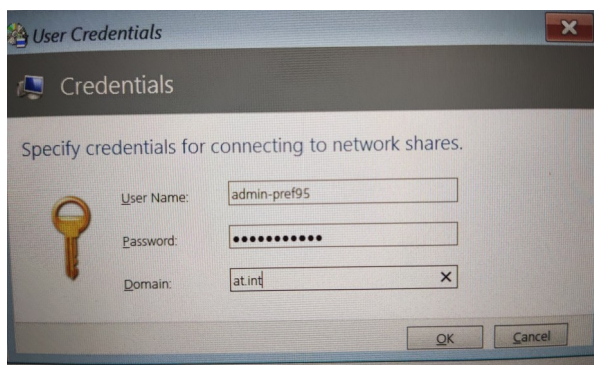 User Credentials
Credentials
Specify credentials for connecting to network shares.
User Name: admin-pref95
Password: •••••••••••
Domain: at.int
OK Cancel